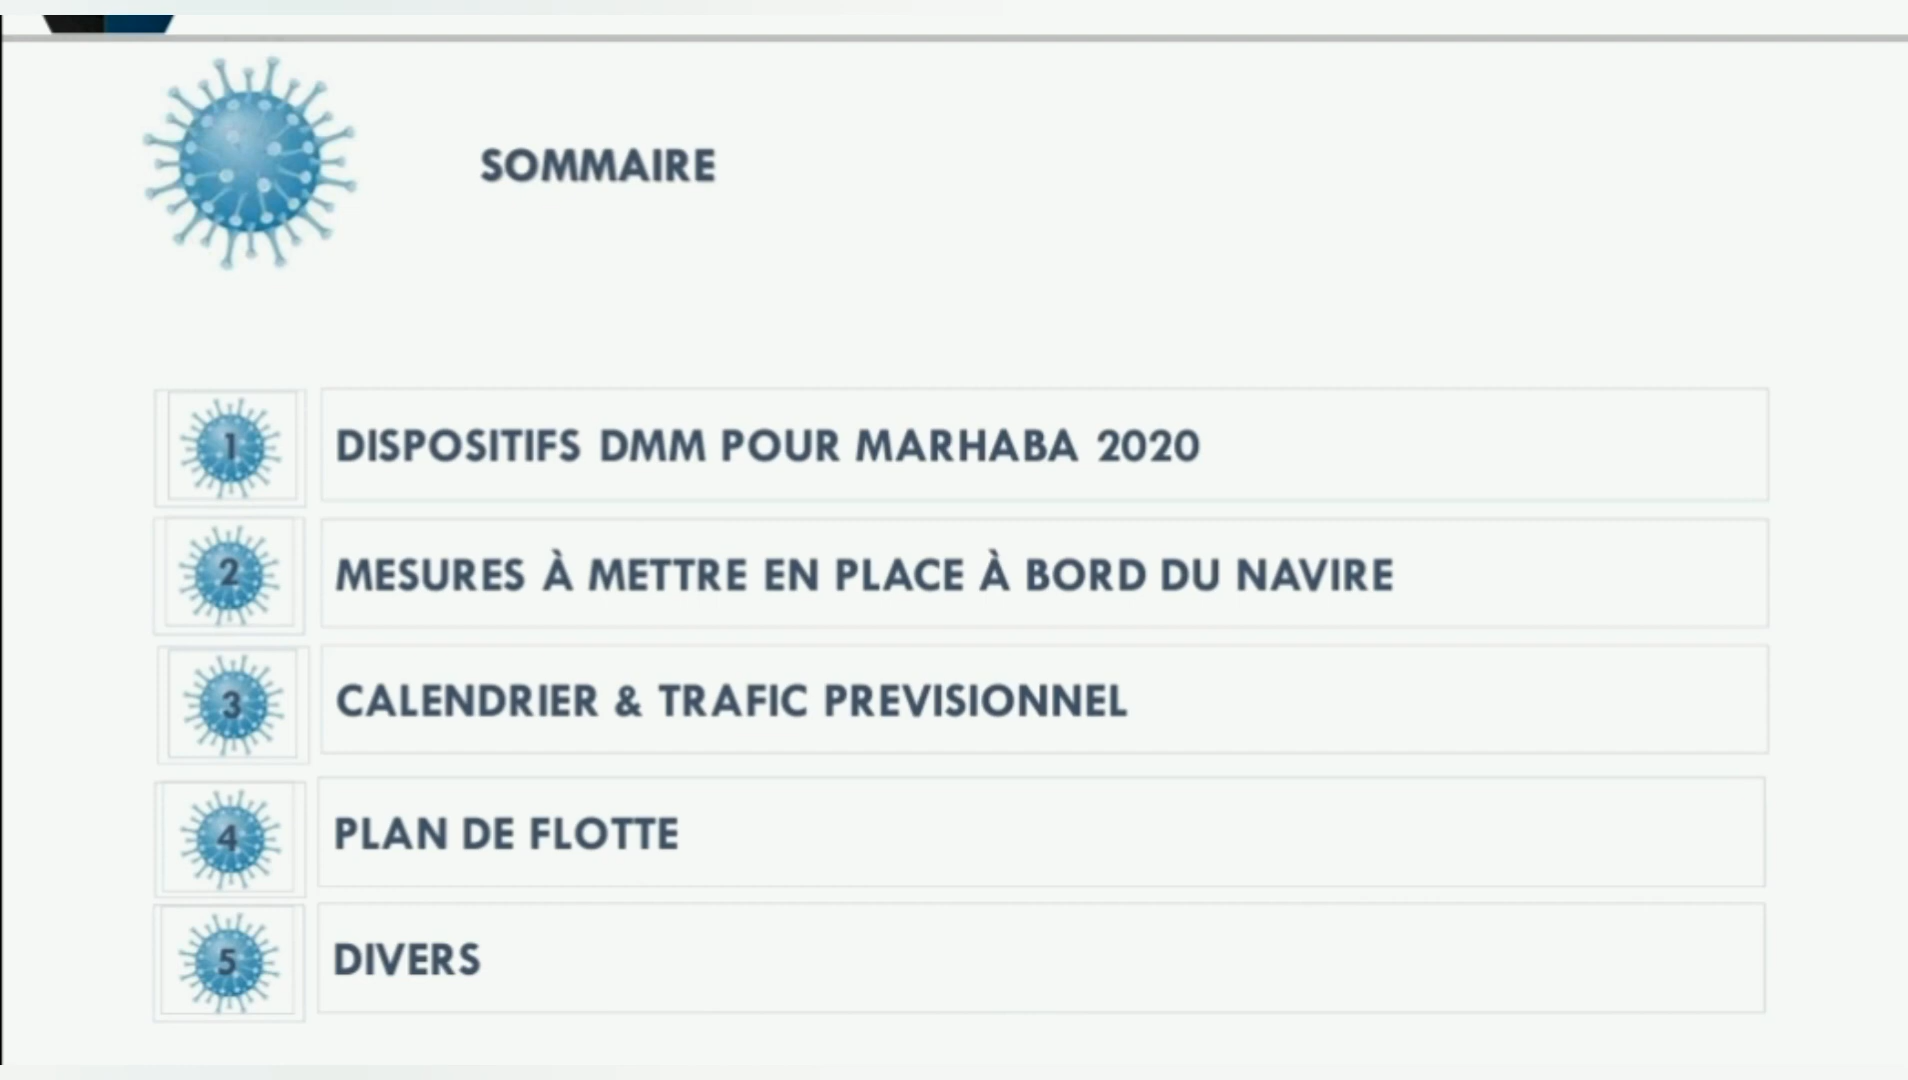 SOMMAIRE
1 DISPOSITIFS DMM POUR MARHABA 2020
2 MESURES À METTRE EN PLACE À BORD DU NAVIRE
3 CALENDRIER & TRAFIC PREVISIONNEL
4 PLAN DE FLOTTE
5 DIVERS